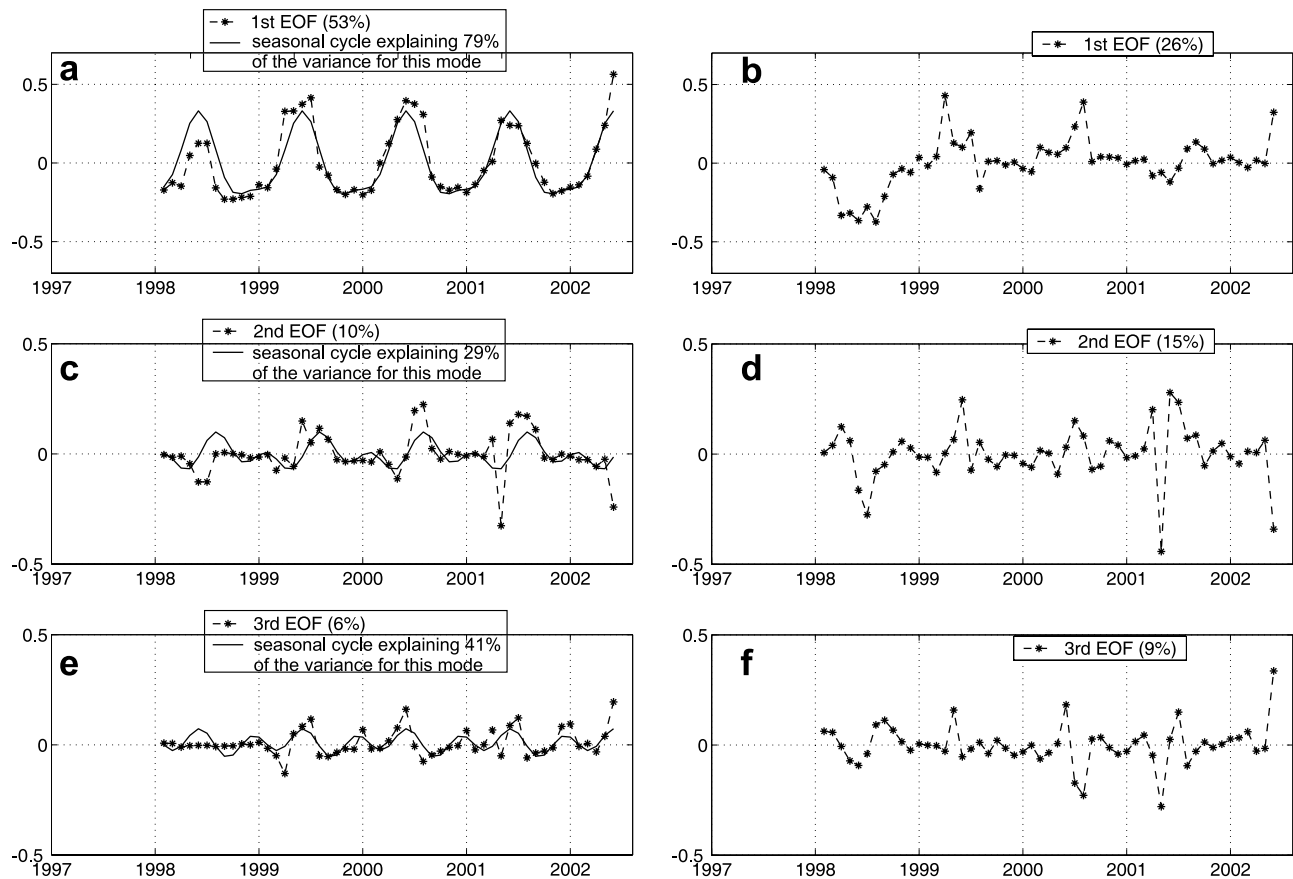 1st EOF (53%)
seasonal cycle explaining 79%
of the variance for this mode
a
0.5
0
-0.5
1997 1998 1999 2000 2001 2002
1st EOF (26%)
b
0.5
0
-0.5
1997 1998 1999 2000 2001 2002
2nd EOF (10%)
seasonal cycle explaining 29%
of the variance for this mode
c
0.5
0
-0.5
1997 1998 1999 2000 2001 2002
2nd EOF (15%)
d
0.5
0
-0.5
1997 1998 1999 2000 2001 2002
3rd EOF (6%)
seasonal cycle explaining 41%
of the variance for this mode
e
0.5
0
-0.5
1997 1998 1999 2000 2001 2002
3rd EOF (9%)
f
0.5
0
-0.5
1997 1998 1999 2000 2001 2002